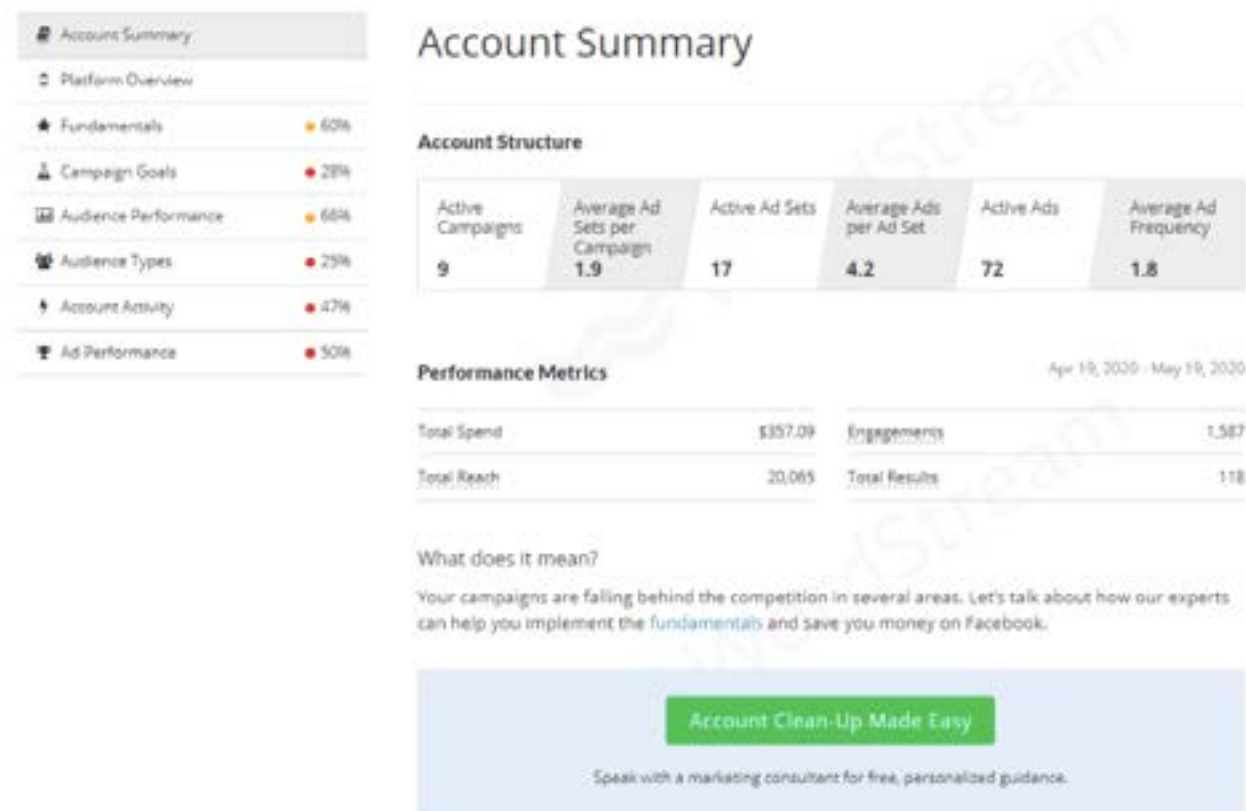 Account Summary
Platform Overview
Fundamentals 60%
Campaign Goals 28%
Audience Performance 66%
Audience Types 25%
Account Activity 47%
Ad Performance 50%
Account Summary
Account Structure
Active Campaigns 9
Average Ad Sets per Campaign 1.9
Active Ad Sets 17
Average Ads per Ad Set 4.2
Active Ads 72
Average Ad Frequency 1.8
Performance Metrics Apr 19, 2020 - May 19, 2020
Total Spend $357.09 Engagements 1,587
Total Reach 20,065 Total Results 118
What does it mean?
Your campaigns are falling behind the competition in several areas. Let's talk about how our experts
can help you implement the fundamentals and save you money on Facebook.
Account Clean-Up Made Easy
Speak with a marketing consultant for free, personalized guidance.
WordStream